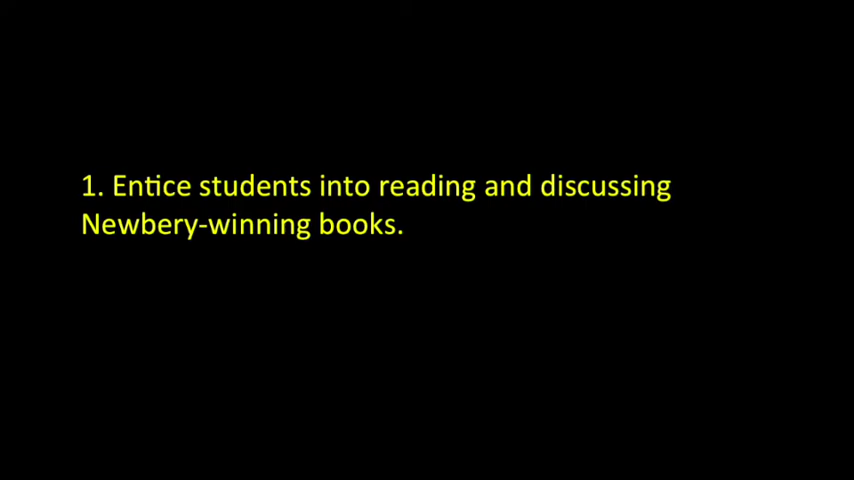 1. Entice students into reading and discussing
Newbery-winning books.